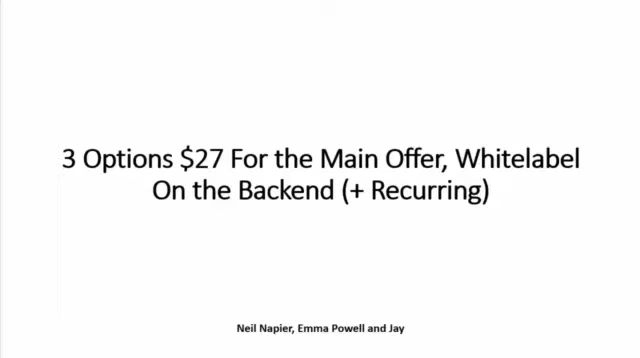 3 Options $27 For the Main Offer, Whitelabel
On the Backend (+ Recurring)
Neil Napier, Emma Powell and Jay